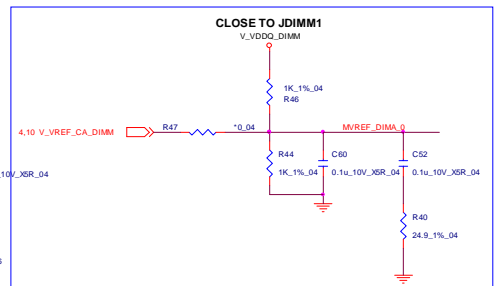 CLOSE TO JDIMM1
V_VDDQ_DIMM
1K_1%_04
R46
4,10 V_VREF_CA_DIMM
R47
*0_04
MVREF_DIMA_0
R44
1K_1%_04
C60
0.1u_10V_X5R_04
C52
0.1u_10V_X5R_04
_10V_X5R_04
R40
24.9_1%_04